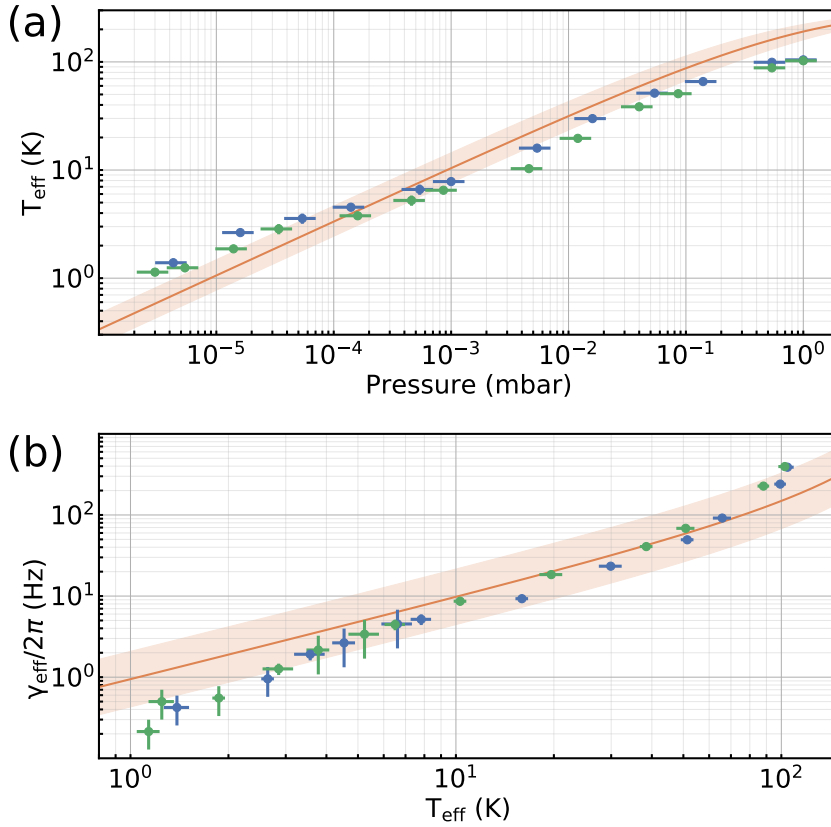 (a)
T_eff (K)
10²
10¹
10⁰
10⁻⁵ 10⁻⁴ 10⁻³ 10⁻² 10⁻¹ 10⁰
Pressure (mbar)
(b)
γ_eff/2π (Hz)
10²
10¹
10⁰
10⁰ 10¹ 10²
T_eff (K)